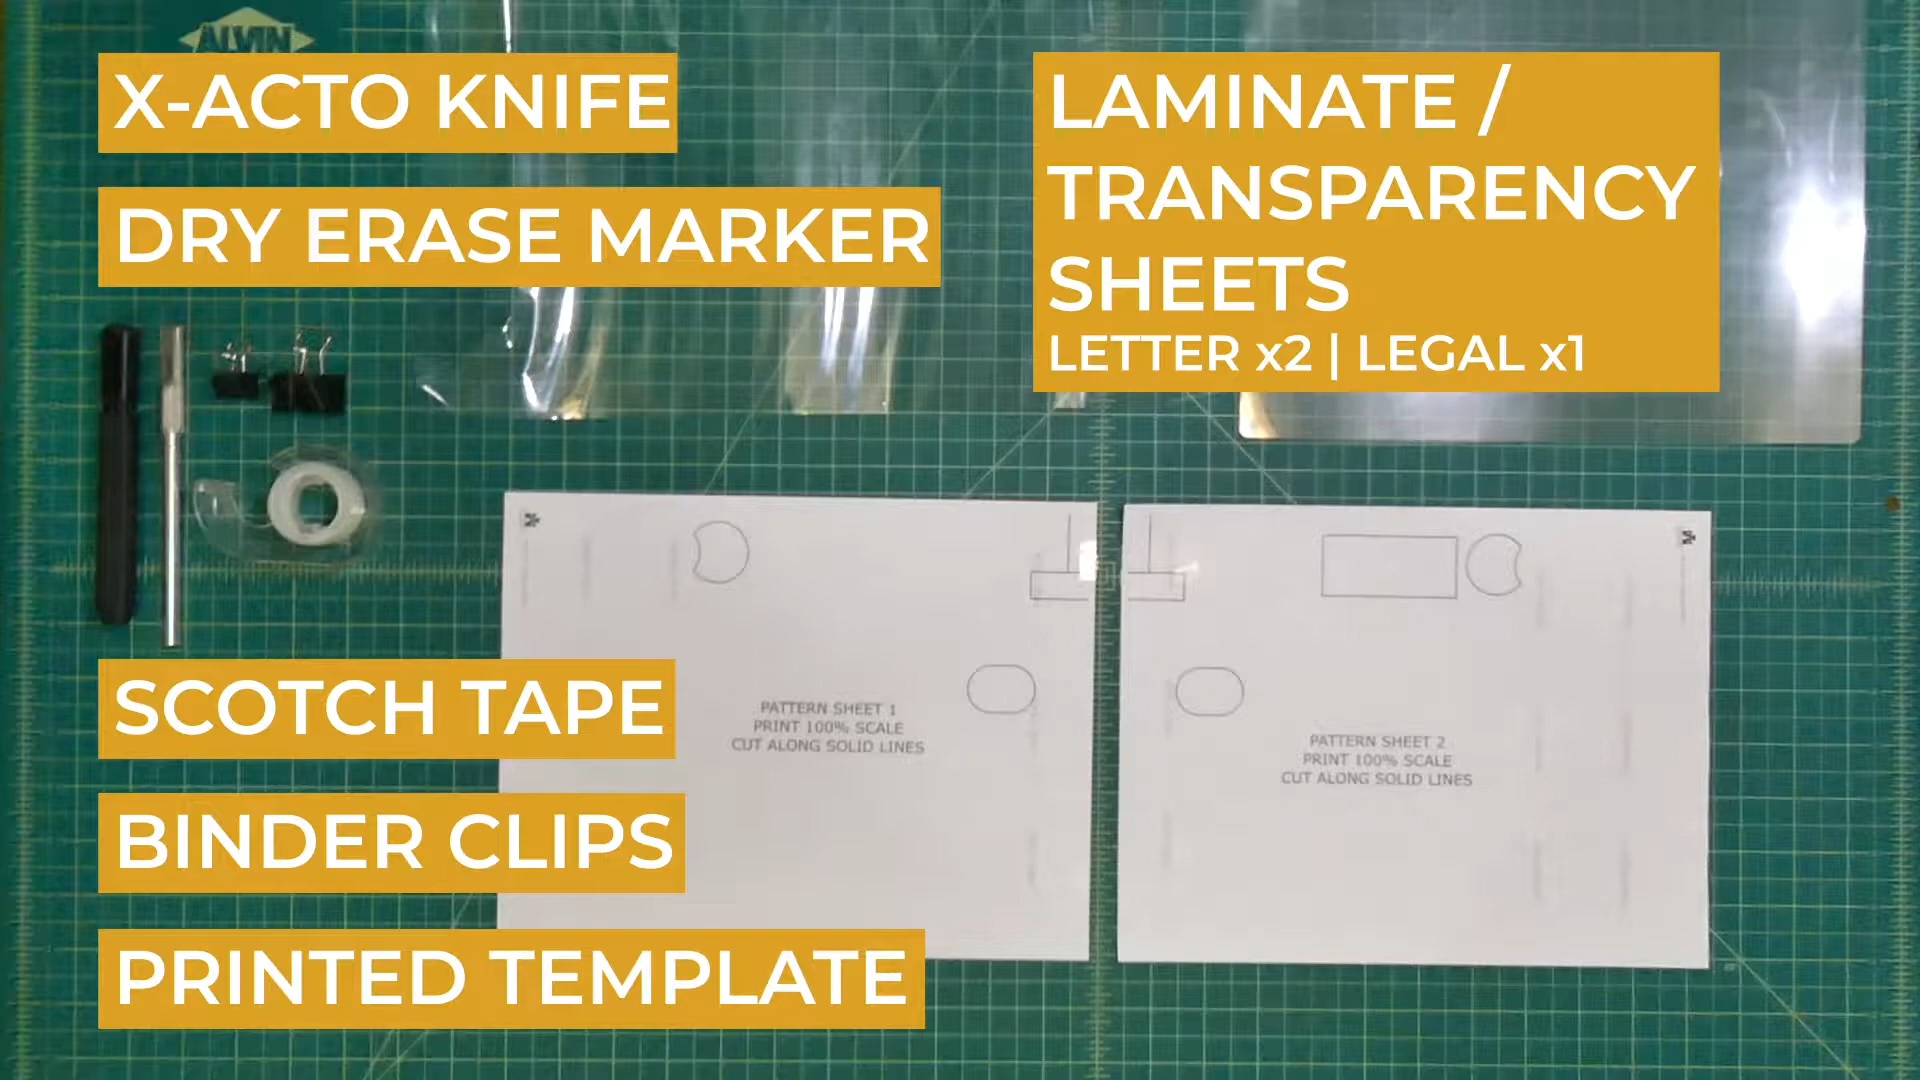 ALVIN
X-ACTO KNIFE
DRY ERASE MARKER
LAMINATE /
TRANSPARENCY
SHEETS
LETTER x2 | LEGAL x1
SCOTCH TAPE
BINDER CLIPS
PRINTED TEMPLATE
PATTERN SHEET 1
PRINT 100% SCALE
CUT ALONG SOLID LINES
PATTERN SHEET 2
PRINT 100% SCALE
CUT ALONG SOLID LINES